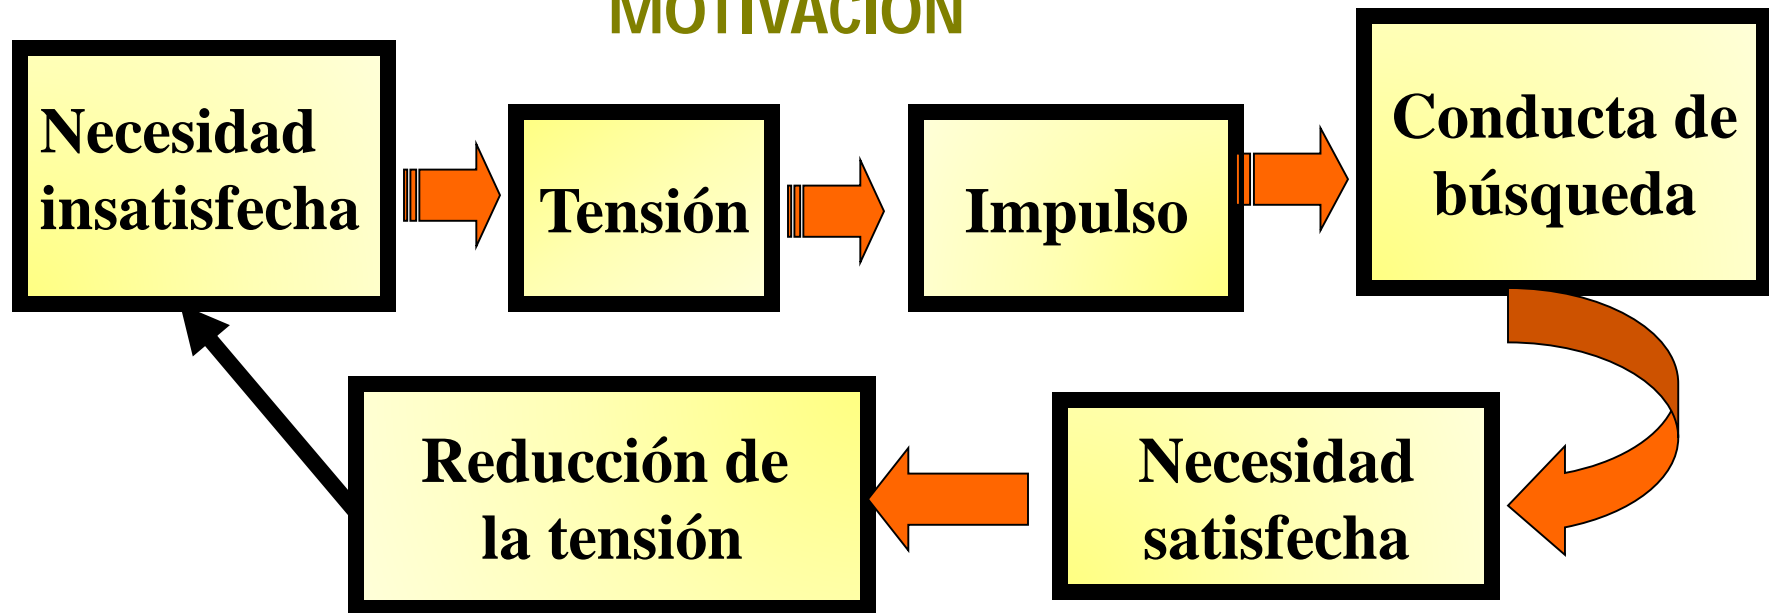 MOTIVACIÓN
Necesidad
insatisfecha
Tensión
Impulso
Conducta de
búsqueda
Necesidad
satisfecha
Reducción de
la tensión